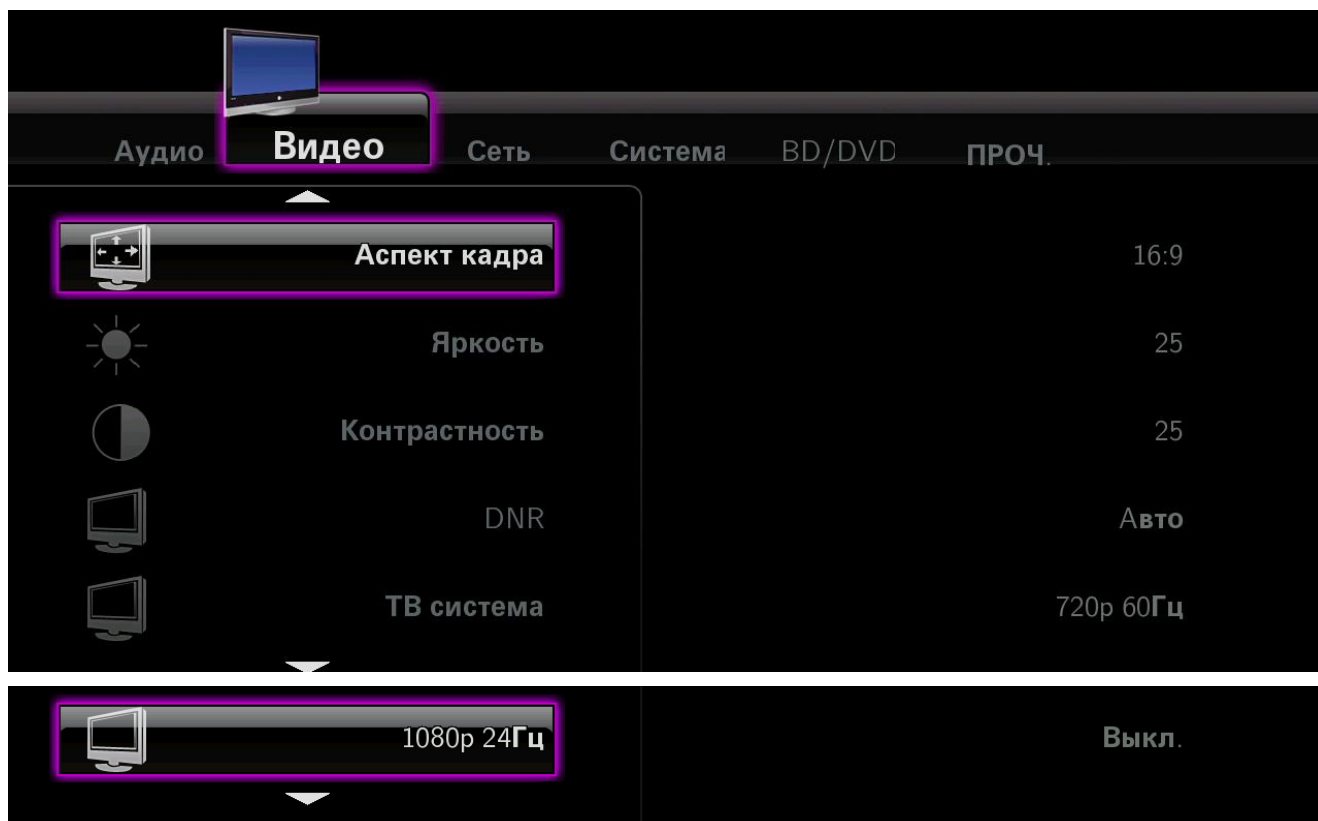 Аудио Видео Сеть Система BD/DVD ПРОЧ.
Аспект кадра 16:9
Яркость 25
Контрастность 25
DNR Авто
ТВ система 720p 60Гц
1080p 24Гц Выкл.